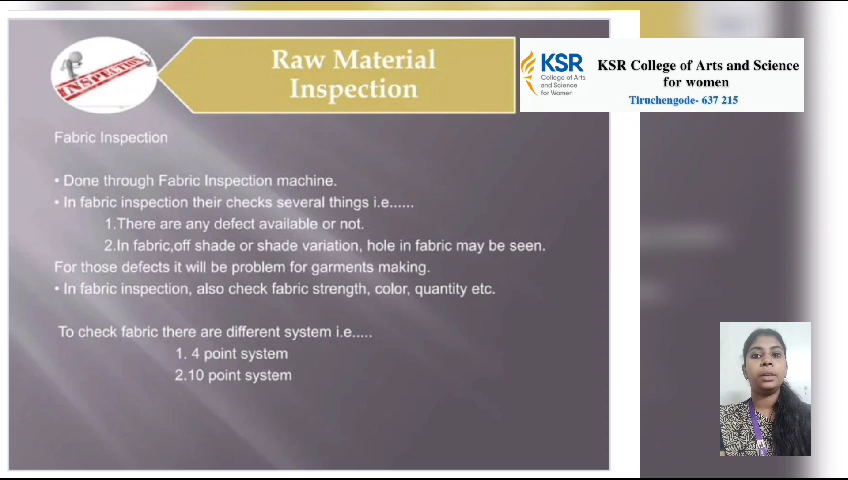 INSPECTION
Raw Material
Inspection
KSR
College of Arts
and Science
for Women
KSR College of Arts and Science
for women
Tiruchengode- 637 215
Fabric Inspection
• Done through Fabric Inspection machine.
• In fabric inspection their checks several things i.e......
1.There are any defect available or not.
2.In fabric,off shade or shade variation, hole in fabric may be seen.
For those defects it will be problem for garments making.
• In fabric inspection, also check fabric strength, color, quantity etc.
To check fabric there are different system i.e.....
1. 4 point system
2.10 point system